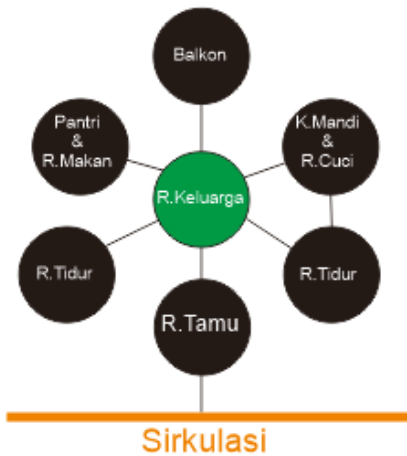 Balkon
Pantri
&
R.Makan
K.Mandi
&
R.Cuci
R.Keluarga
R.Tidur
R.Tidur
R.Tamu
Sirkulasi